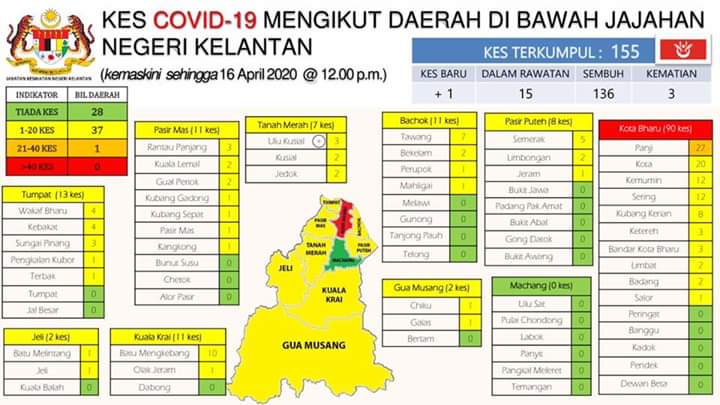 KES COVID-19 MENGIKUT DAERAH DI BAWAH JAJAHAN
NEGERI KELANTAN
(kemaskini sehingga 16 April 2020 @ 12.00 p.m.)
JABATAN KESIHATAN NEGERI KELANTAN
KES TERKUMPUL : 155
KES BARU DALAM RAWATAN SEMBUH KEMATIAN
+ 1 15 136 3
INDIKATOR BIL DAERAH
TIADA KES 28
1-20 KES 37
21-40 KES 1
>40 KES 0
Tumpat (13 kes)
Wakaf Bharu 4
Kebakat 4
Sungai Pinang 3
Pengkalan Kubor 1
Terbak 1
Tumpat 0
Jal Besar 0
Pasir Mas (11 kes)
Rantau Panjang 3
Kuala Lemal 2
Gual Periok 2
Kubang Gadong 1
Kubang Sepat 1
Pasir Mas 1
Kangkong 1
Bunut Susu 0
Chetok 0
Alor Pasir 0
Tanah Merah (7 kes)
Ulu Kusial 3
Kusial 2
Jedok 2
Bachok (11 kes)
Tawang 7
Bekelam 2
Perupok 1
Mahligai 1
Melawi 0
Gunong 0
Tanjong Pauh 0
Telong 0
Pasir Puteh (8 kes)
Semerak 5
Limbongan 2
Jeram 1
Bukit Jawa 0
Padang Pak Amat 0
Bukit Abal 0
Gong Datok 0
Bukit Awang 0
Kota Bharu (90 kes)
Panji 27
Kota 20
Kemumin 12
Sering 12
Kubang Kerian 8
Ketereh 3
Bandar Kota Bharu 3
Limbat 2
Badang 2
Salor 1
Peringat 0
Banggu 0
Kadok 0
Pendek 0
Dewan Besa 0
Gua Musang (2 kes)
Chiku 1
Galas 1
Bertam 0
Machang (0 kes)
Ulu Sat 0
Pulai Chondong 0
Labok 0
Panyit 0
Pangkal Meleret 0
Temangan 0
Jeli (2 kes)
Batu Melintang 1
Jeli 1
Kuala Balah 0
Kuala Krai (11 kes)
Batu Mengkebang 10
Olak Jeram 1
Dabong 0
TUMPAT
PASIR MAS
BACHOK
TANAH MERAH
PASIR PUTEH
MACHANG
JELI
KUALA KRAI
GUA MUSANG